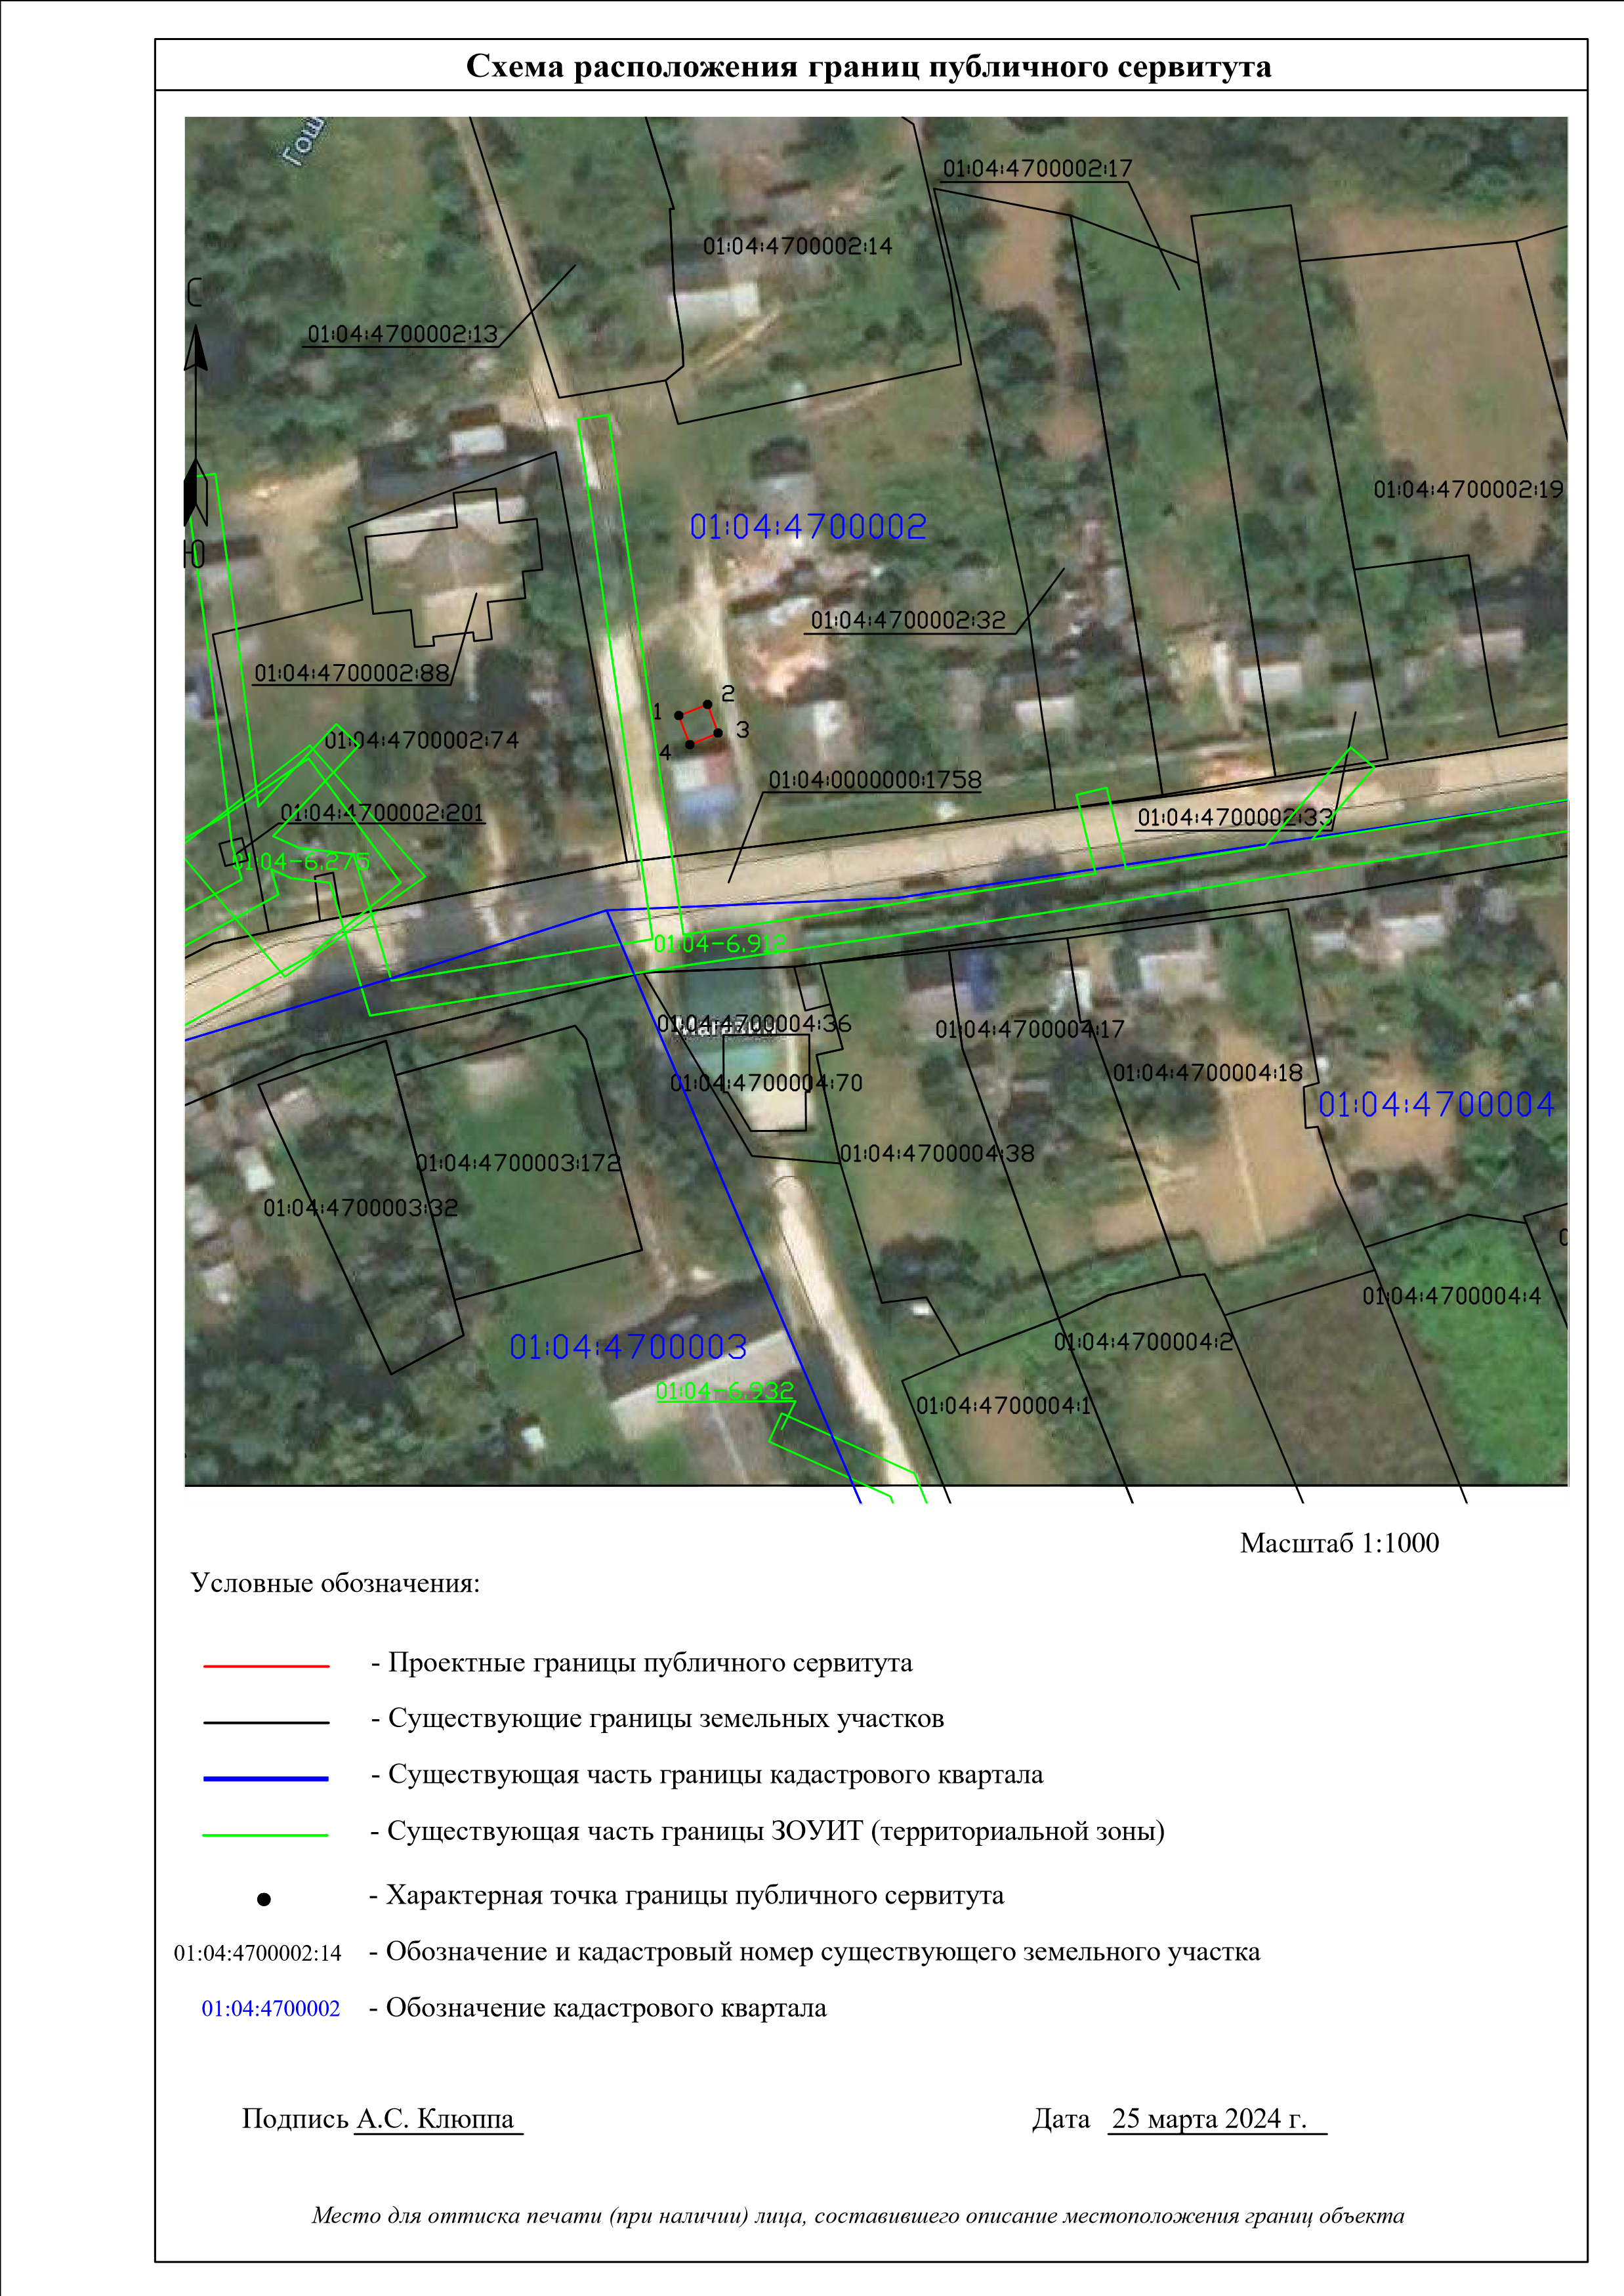 Схема расположения границ публичного сервитута
Гош
01:04:4700002:17
01:04:4700002:14
С
01:04:4700002:13
01:04:4700002:19
01:04:4700002
Ю
01:04:4700002:32
01:04:4700002:88
2
1
3
4
01:04:4700002:74
01:04:0000000:1758
01:04:4700002:201
01:04:4700002:33
01:04-6.275
01:04-6.912
Магазин
01:04:4700004:36
01:04:4700004:17
01:04:4700004:70
01:04:4700004:18
01:04:4700004
01:04:4700004:38
01:04:4700003:172
01:04:4700003:32
01:04:4700004:4
01:04:4700004:2
01:04:4700003
01:04-6.932
01:04:4700004:1
Масштаб 1:1000
Условные обозначения:
- Проектные границы публичного сервитута
- Существующие границы земельных участков
- Существующая часть границы кадастрового квартала
- Существующая часть границы ЗОУИТ (территориальной зоны)
- Характерная точка границы публичного сервитута
01:04:4700002:14 - Обозначение и кадастровый номер существующего земельного участка
01:04:4700002 - Обозначение кадастрового квартала
Подпись А.С. Клюппа Дата 25 марта 2024 г.
Место для оттиска печати (при наличии) лица, составившего описание местоположения границ объекта